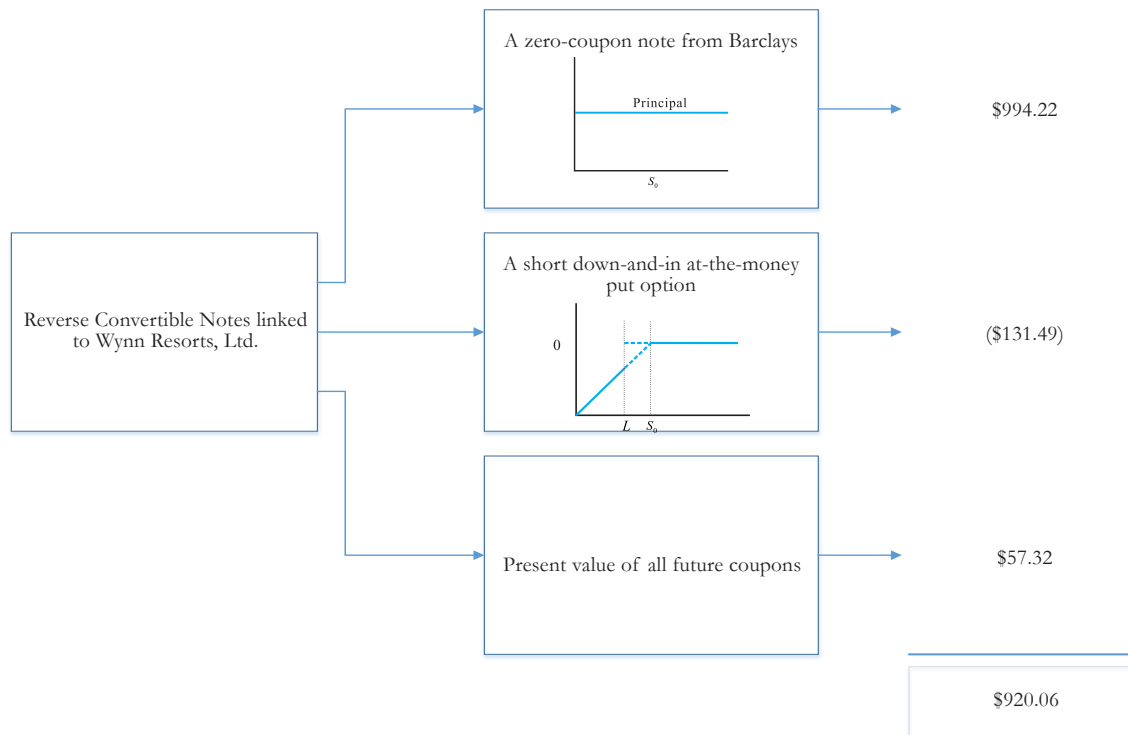 A zero-coupon note from Barclays
Principal
S₀
$994.22
Reverse Convertible Notes linked
to Wynn Resorts, Ltd.
A short down-and-in at-the-money
put option
0
L S₀
($131.49)
Present value of all future coupons
$57.32
$920.06